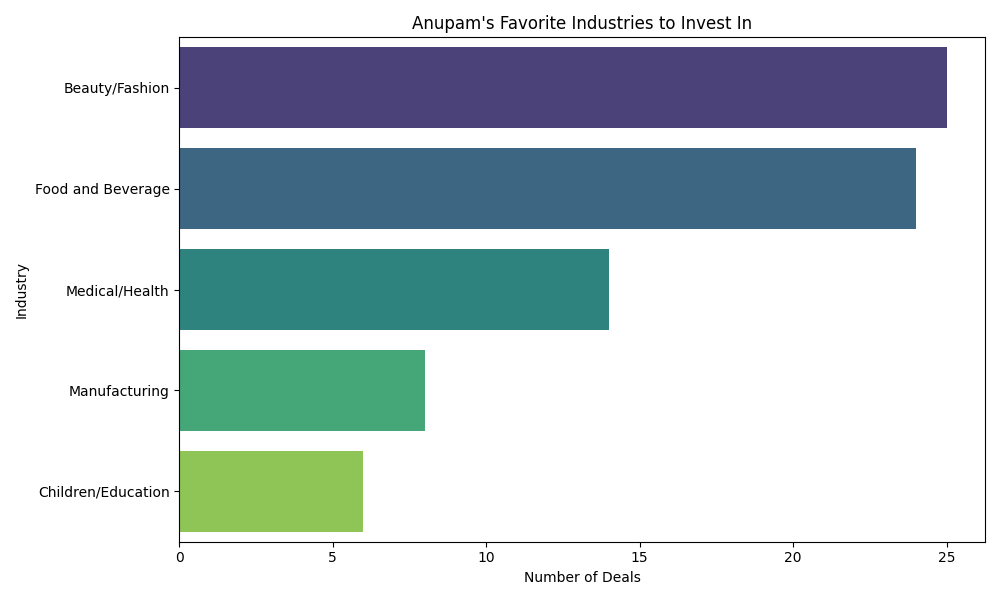 Anupam's Favorite Industries to Invest In
Industry
Beauty/Fashion
Food and Beverage
Medical/Health
Manufacturing
Children/Education
0 5 10 15 20 25
Number of Deals